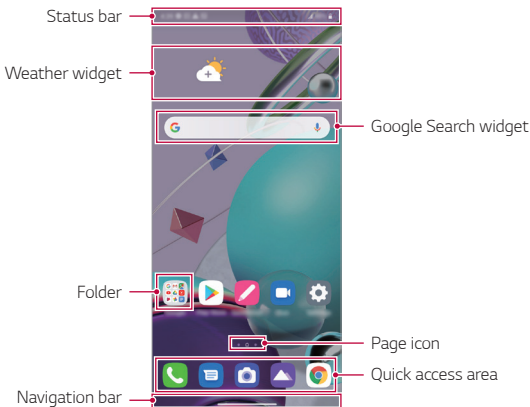 Status bar
Weather widget
Google Search widget
Folder
Page icon
Quick access area
Navigation bar